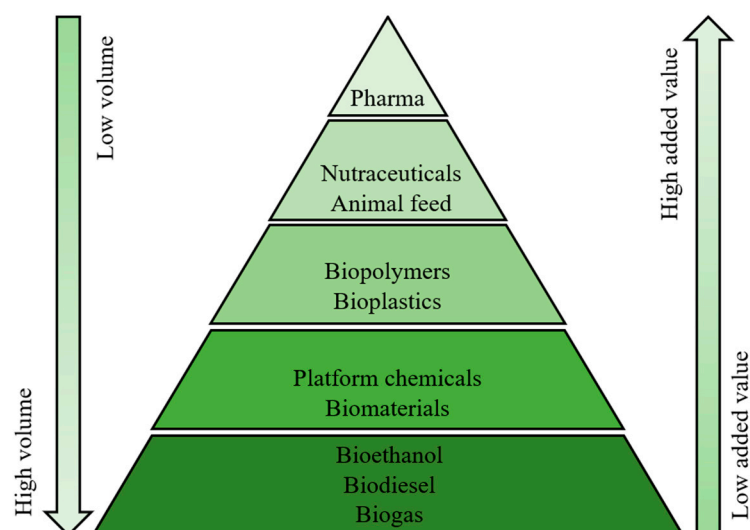 Low volume
High volume
Pharma
Nutraceuticals
Animal feed
Biopolymers
Bioplastics
Platform chemicals
Biomaterials
Bioethanol
Biodiesel
Biogas
High added value
Low added value